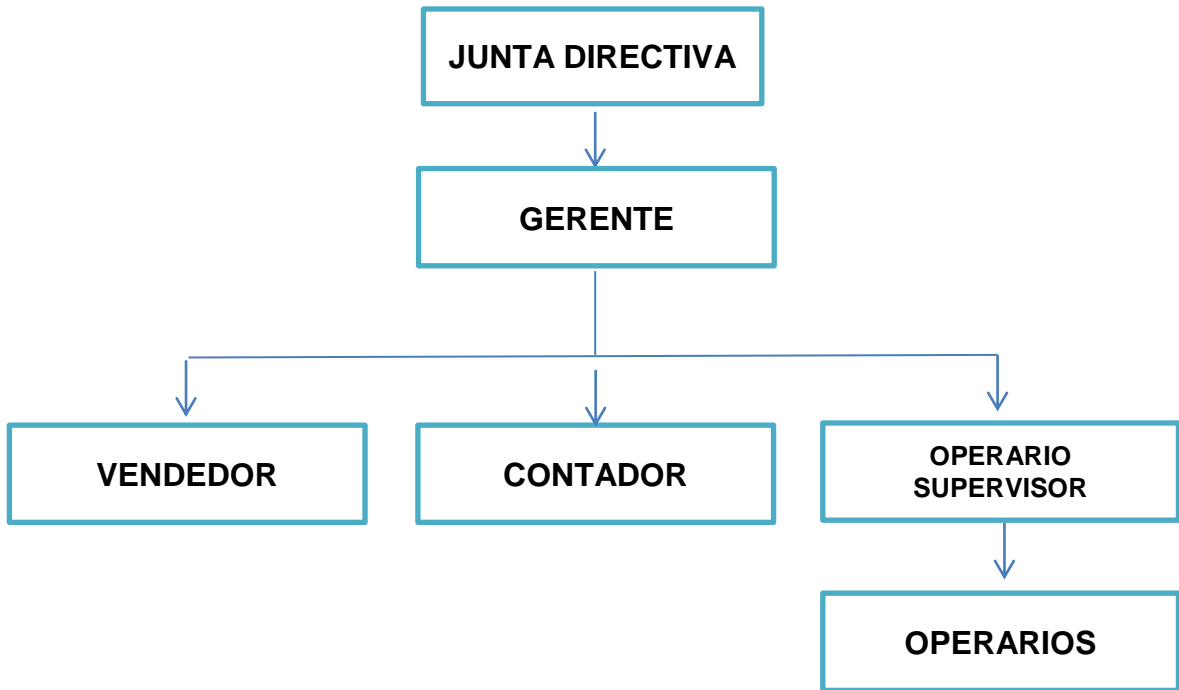 JUNTA DIRECTIVA
GERENTE
VENDEDOR
CONTADOR
OPERARIO
SUPERVISOR
OPERARIOS